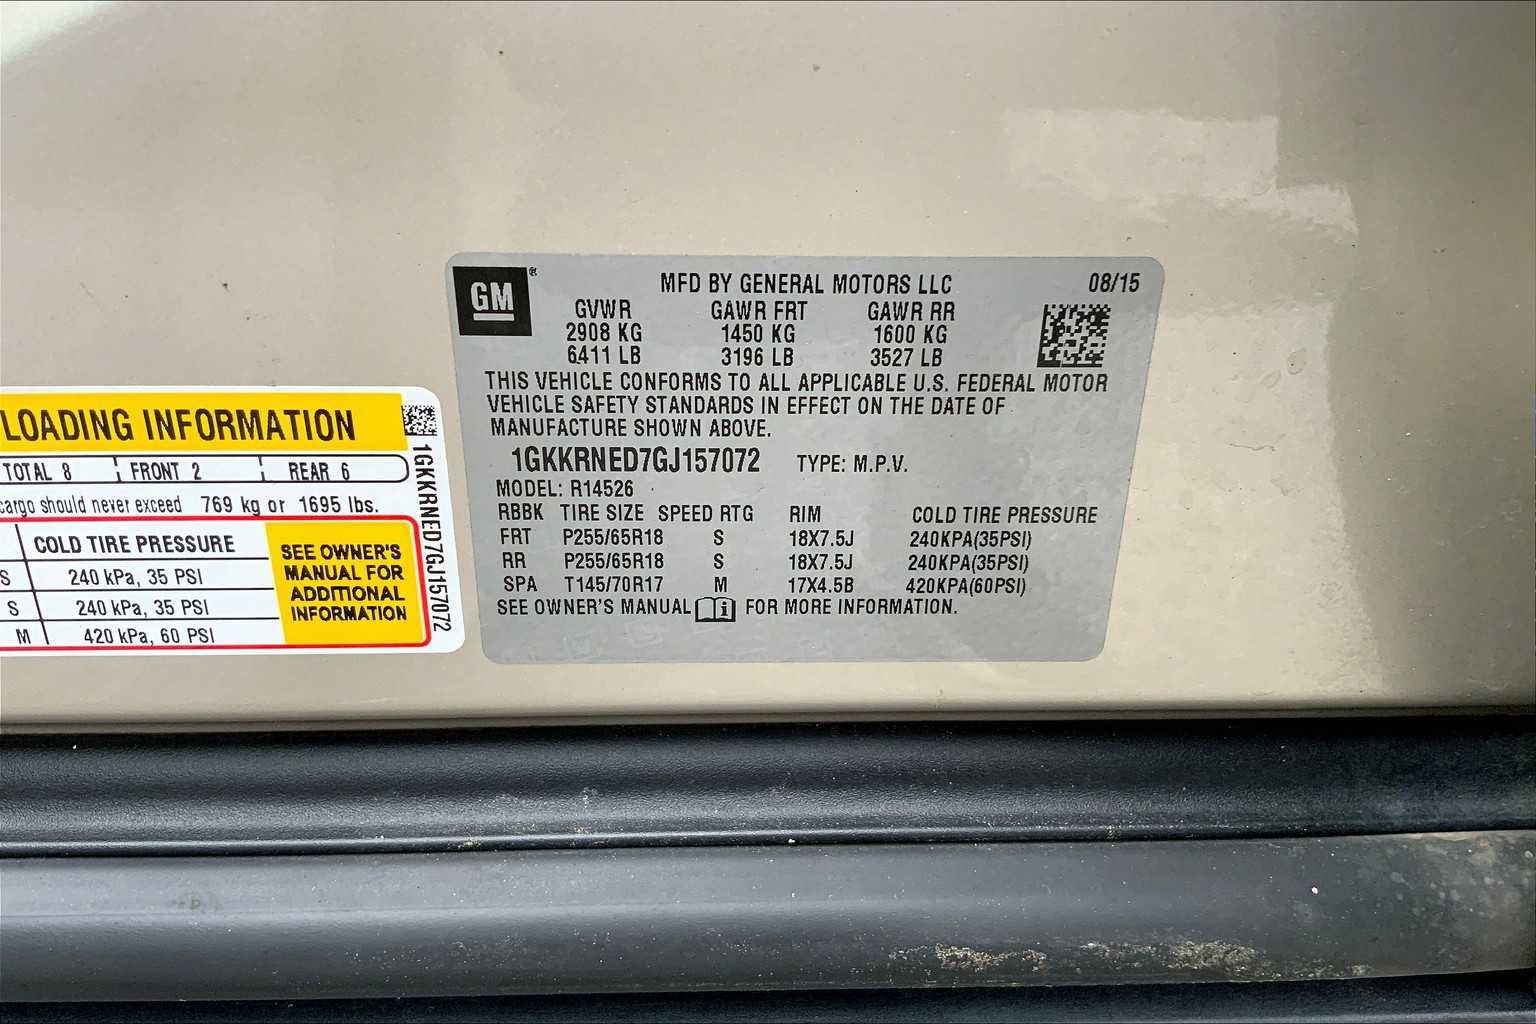 GM®
MFD BY GENERAL MOTORS LLC 08/15
GVWR GAWR FRT GAWR RR
2908 KG 1450 KG 1600 KG
6411 LB 3196 LB 3527 LB
THIS VEHICLE CONFORMS TO ALL APPLICABLE U.S. FEDERAL MOTOR
VEHICLE SAFETY STANDARDS IN EFFECT ON THE DATE OF
MANUFACTURE SHOWN ABOVE.
1GKKRNED7GJ157072 TYPE: M.P.V.
MODEL: R14526
RBBK TIRE SIZE SPEED RTG RIM COLD TIRE PRESSURE
FRT P255/65R18 S 18X7.5J 240KPA(35PSI)
RR P255/65R18 S 18X7.5J 240KPA(35PSI)
SPA T145/70R17 M 17X4.5B 420KPA(60PSI)
SEE OWNER'S MANUAL i FOR MORE INFORMATION.
LOADING INFORMATION
TOTAL 8 FRONT 2 REAR 6
cargo should never exceed 769 kg or 1695 lbs.
COLD TIRE PRESSURE
S 240 kPa, 35 PSI
S 240 kPa, 35 PSI
M 420 kPa, 60 PSI
SEE OWNER'S
MANUAL FOR
ADDITIONAL
INFORMATION
1GKKRNED7GJ157072